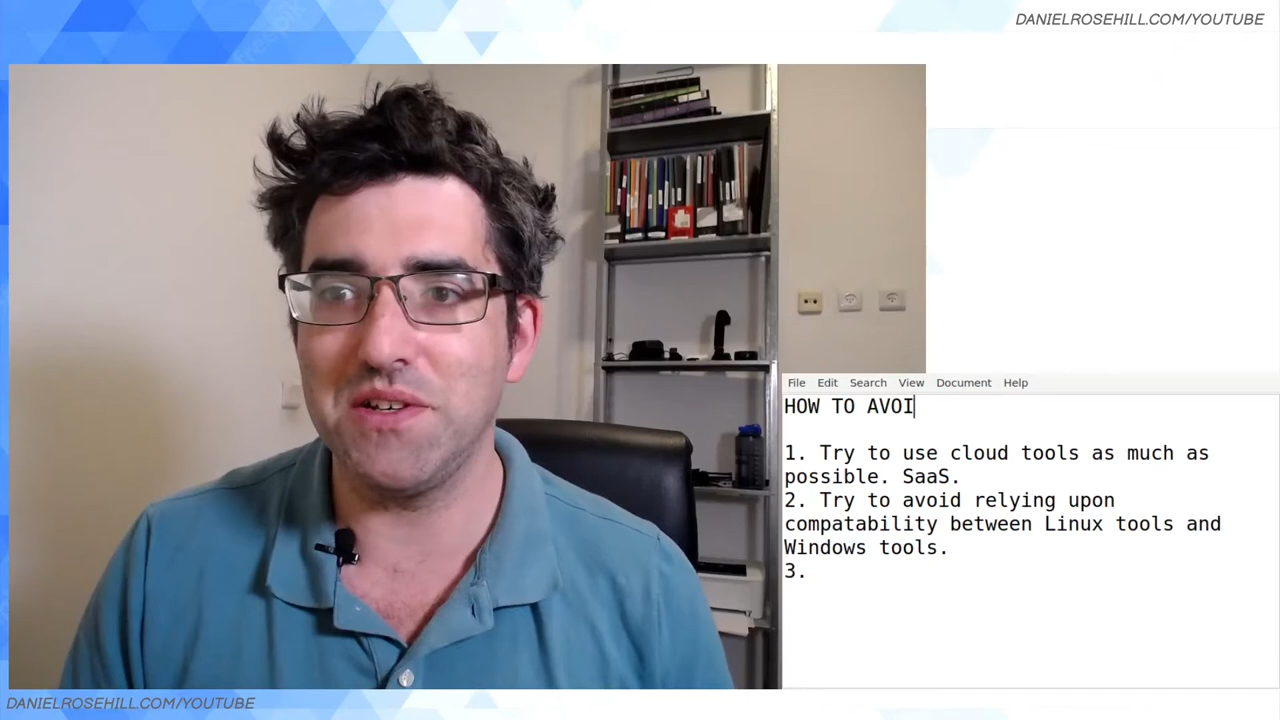 DANIELROSEHILL.COM/YOUTUBE
File Edit Search View Document Help
HOW TO AVOI
1. Try to use cloud tools as much as
possible. SaaS.
2. Try to avoid relying upon
compatability between Linux tools and
Windows tools.
3.
DANIELROSEHILL.COM/YOUTUBE